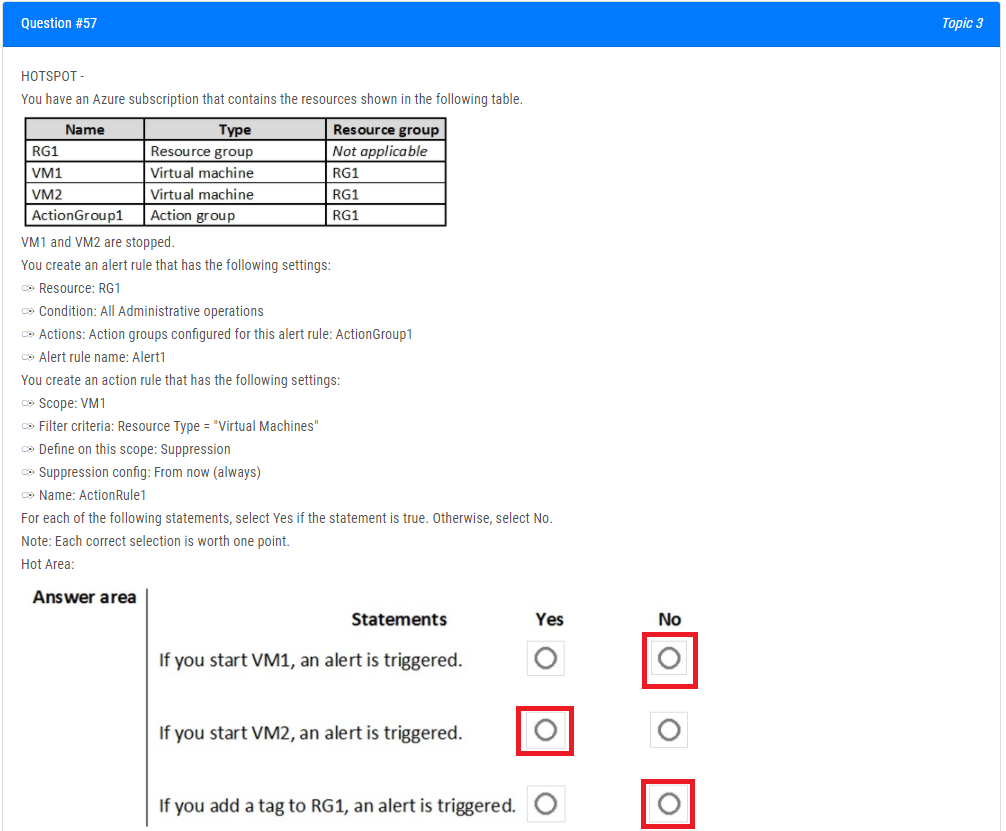 Question #57
Topic 3
HOTSPOT -
You have an Azure subscription that contains the resources shown in the following table.
Name Type Resource group
RG1 Resource group Not applicable
VM1 Virtual machine RG1
VM2 Virtual machine RG1
ActionGroup1 Action group RG1
VM1 and VM2 are stopped.
You create an alert rule that has the following settings:
Resource: RG1
Condition: All Administrative operations
Actions: Action groups configured for this alert rule: ActionGroup1
Alert rule name: Alert1
You create an action rule that has the following settings:
Scope: VM1
Filter criteria: Resource Type = "Virtual Machines"
Define on this scope: Suppression
Suppression config: From now (always)
Name: ActionRule1
For each of the following statements, select Yes if the statement is true. Otherwise, select No.
Note: Each correct selection is worth one point.
Hot Area:
Answer area
Statements Yes No
If you start VM1, an alert is triggered.
If you start VM2, an alert is triggered.
If you add a tag to RG1, an alert is triggered.